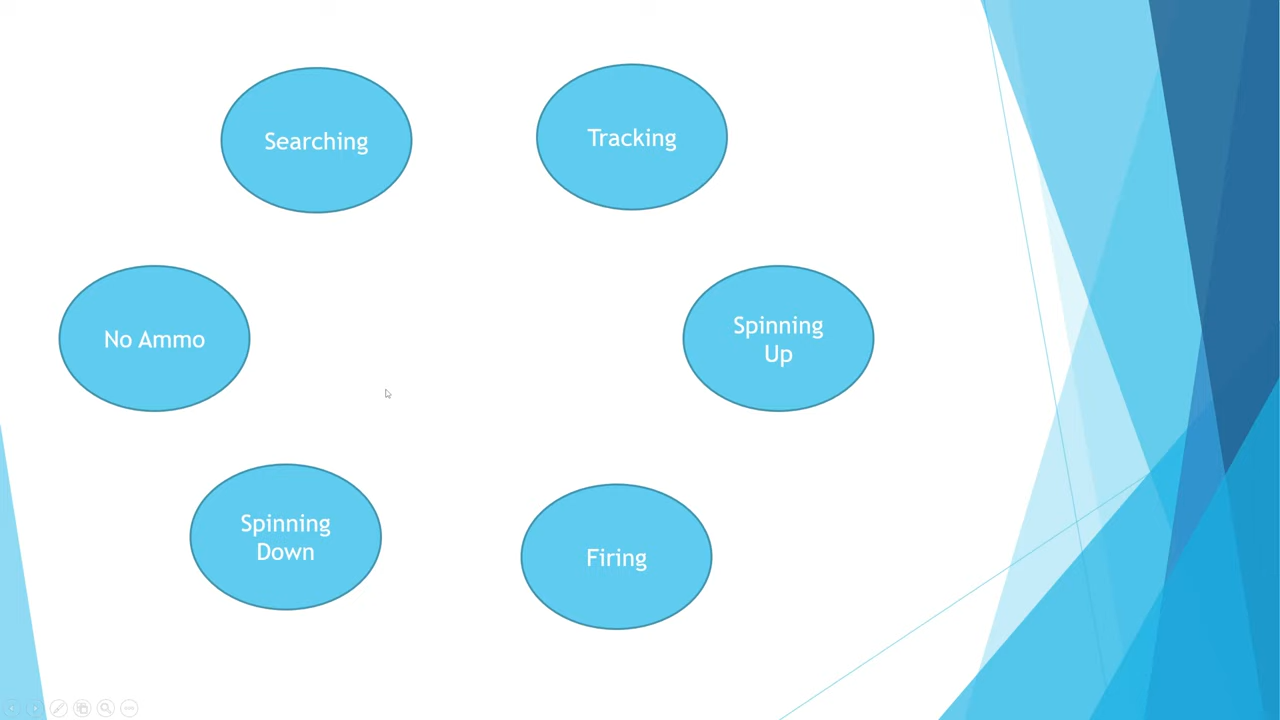 Searching
Tracking
No Ammo
Spinning
Up
Spinning
Down
Firing